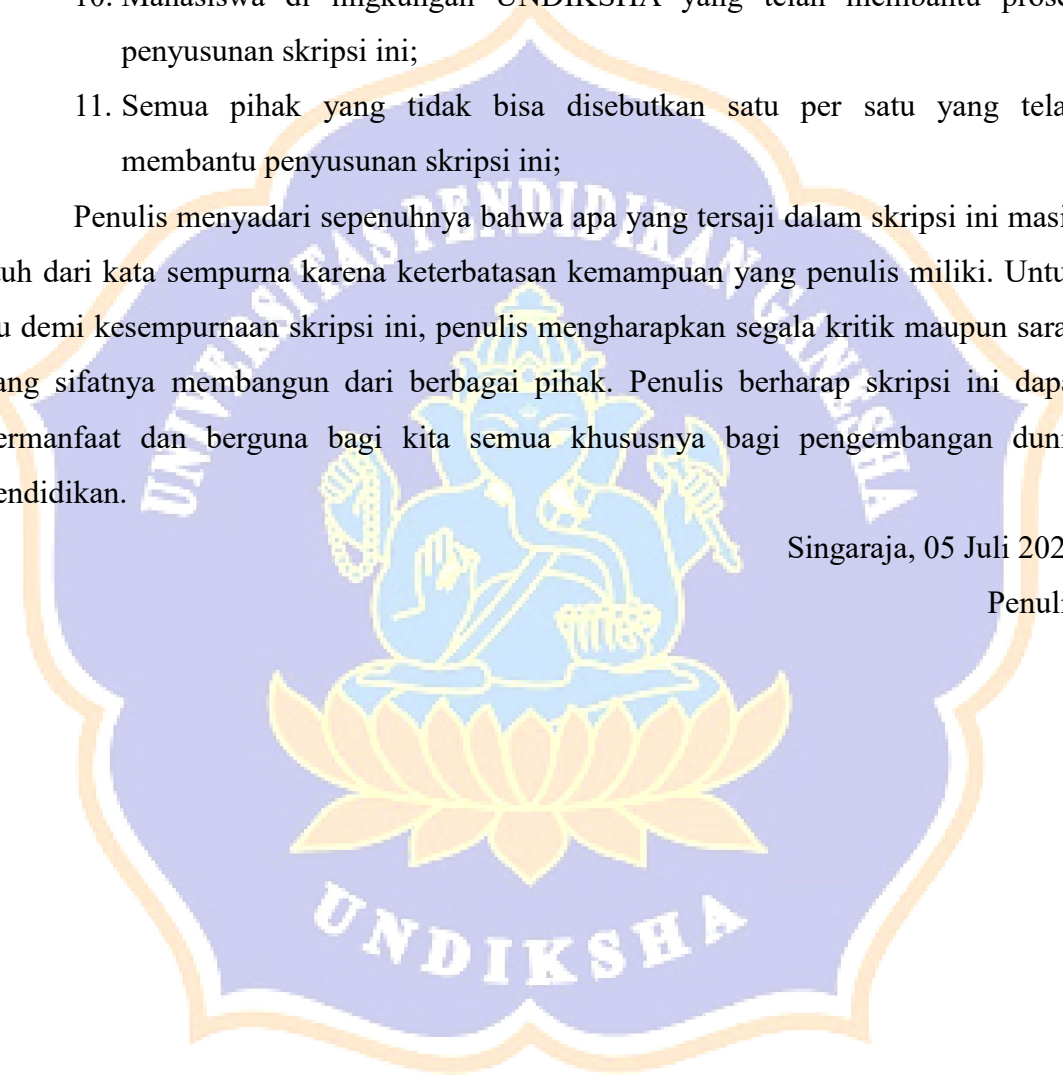 10. Mahasiswa di lingkungan UNDIKSHA yang telah membantu prose
penyusunan skripsi ini;
11. Semua pihak yang tidak bisa disebutkan satu per satu yang tela
membantu penyusunan skripsi ini;
Penulis menyadari sepenuhnya bahwa apa yang tersaji dalam skripsi ini masi
uh dari kata sempurna karena keterbatasan kemampuan yang penulis miliki. Untu
u demi kesempurnaan skripsi ini, penulis mengharapkan segala kritik maupun sara
ang sifatnya membangun dari berbagai pihak. Penulis berharap skripsi ini dapa
ermanfaat dan berguna bagi kita semua khususnya bagi pengembangan duni
endidikan.
Singaraja, 05 Juli 202
Penuli
UNIVERSITAS PENDIDIKAN GANESHA
UNDIKSHA